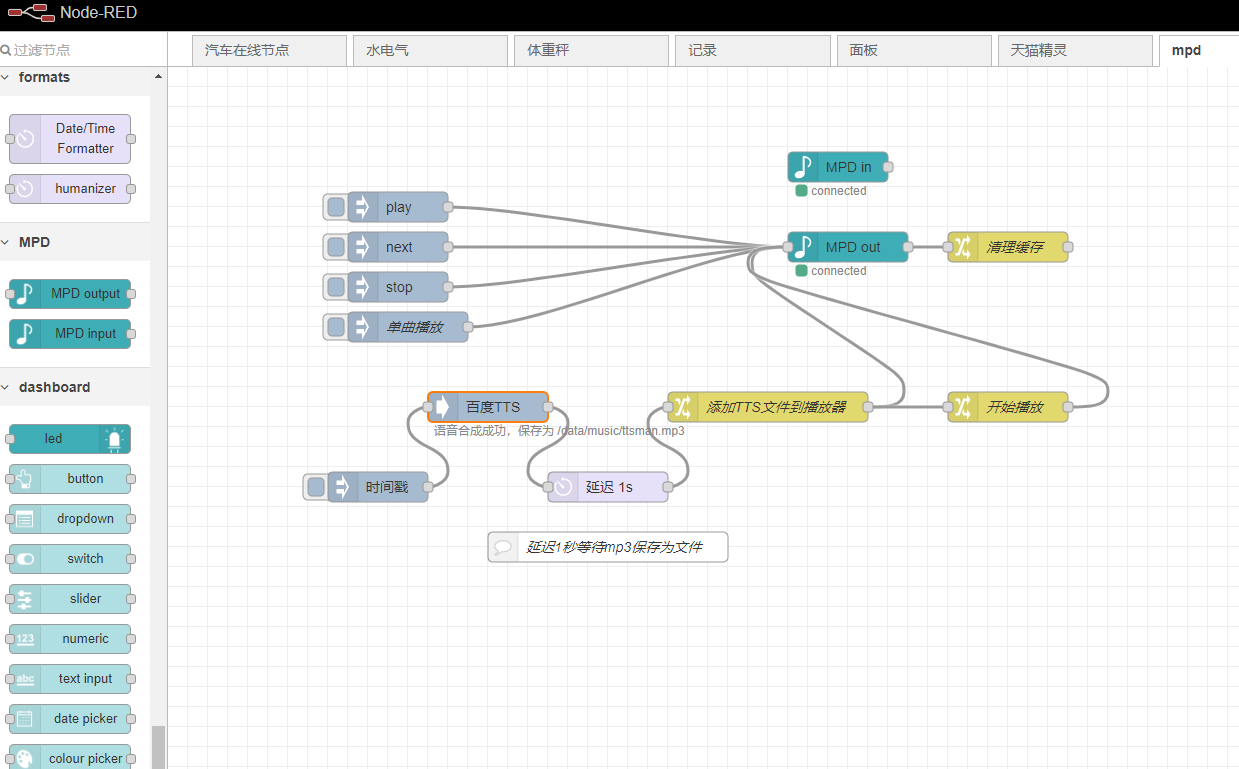 Node-RED
过滤节点
汽车在线节点
水电气
体重秤
记录
面板
天猫精灵
mpd
formats
Date/Time
Formatter
humanizer
MPD
MPD output
MPD input
dashboard
led
button
dropdown
switch
slider
123
numeric
abc
text input
date picker
colour picker
MPD in
connected
play
next
stop
单曲播放
MPD out
connected
清理缓存
百度TTS
语音合成成功，保存为 /data/music/ttsman.mp3
添加TTS文件到播放器
开始播放
时间戳
延迟 1s
延迟1秒等待mp3保存为文件